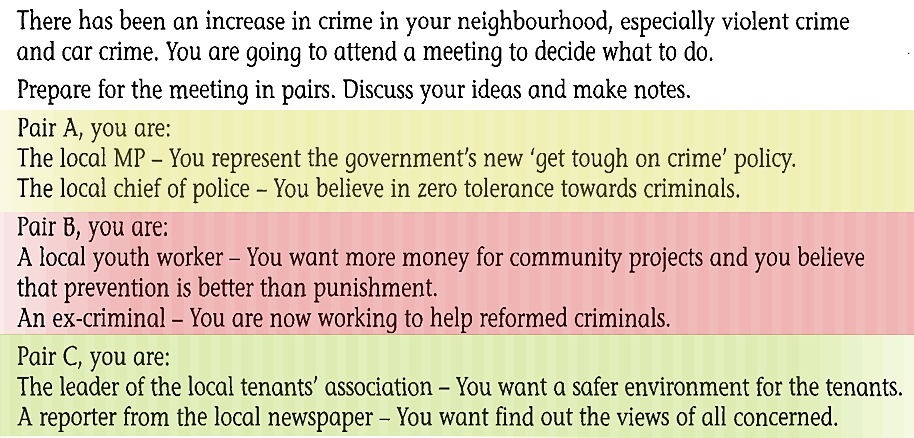 There has been an increase in crime in your neighbourhood, especially violent crime
and car crime. You are going to attend a meeting to decide what to do.
Prepare for the meeting in pairs. Discuss your ideas and make notes.
Pair A, you are:
The local MP – You represent the government's new 'get tough on crime' policy.
The local chief of police – You believe in zero tolerance towards criminals.
Pair B, you are:
A local youth worker – You want more money for community projects and you believe
that prevention is better than punishment.
An ex-criminal – You are now working to help reformed criminals.
Pair C, you are:
The leader of the local tenants' association – You want a safer environment for the tenants.
A reporter from the local newspaper – You want find out the views of all concerned.